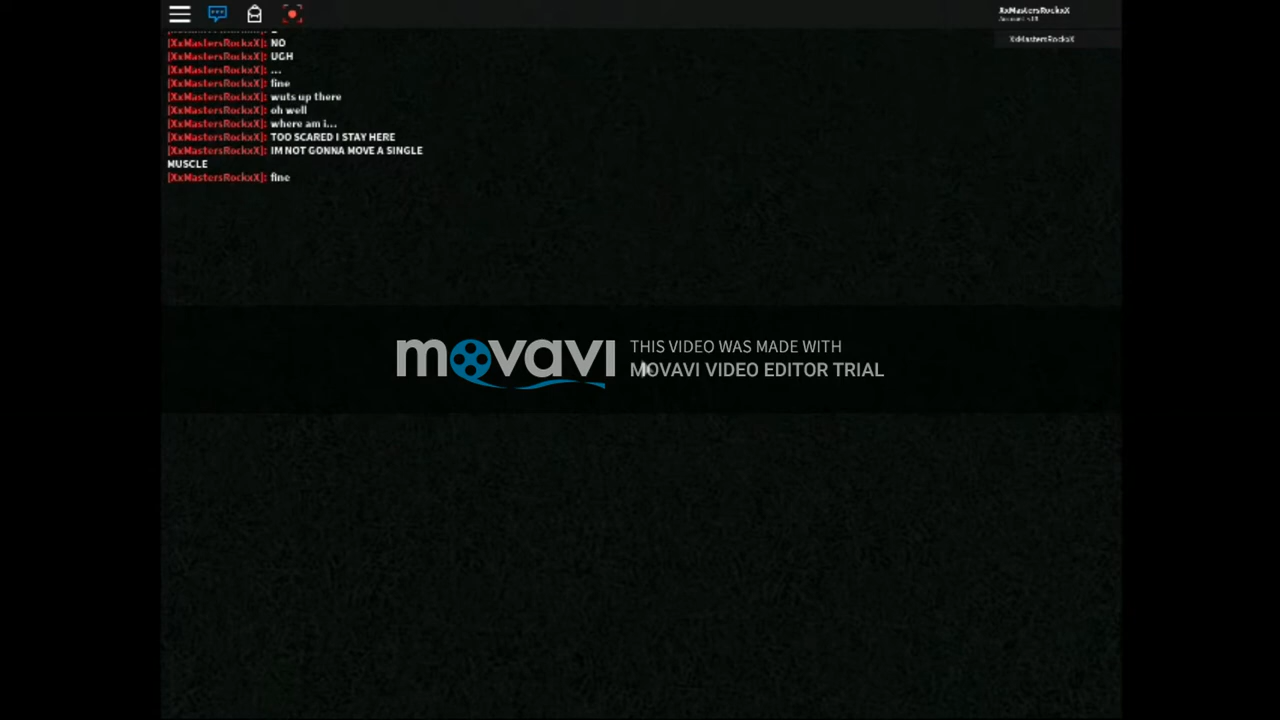 XxMastersRockxX
XxMastersRockxX
[XxMastersRockxX]: NO
[XxMastersRockxX]: UGH
[XxMastersRockxX]: ...
[XxMastersRockxX]: fine
[XxMastersRockxX]: wuts up there
[XxMastersRockxX]: oh well
[XxMastersRockxX]: where am i...
[XxMastersRockxX]: TOO SCARED I STAY HERE
[XxMastersRockxX]: IM NOT GONNA MOVE A SINGLE
MUSCLE
[XxMastersRockxX]: fine
movavi
THIS VIDEO WAS MADE WITH
MOVAVI VIDEO EDITOR TRIAL